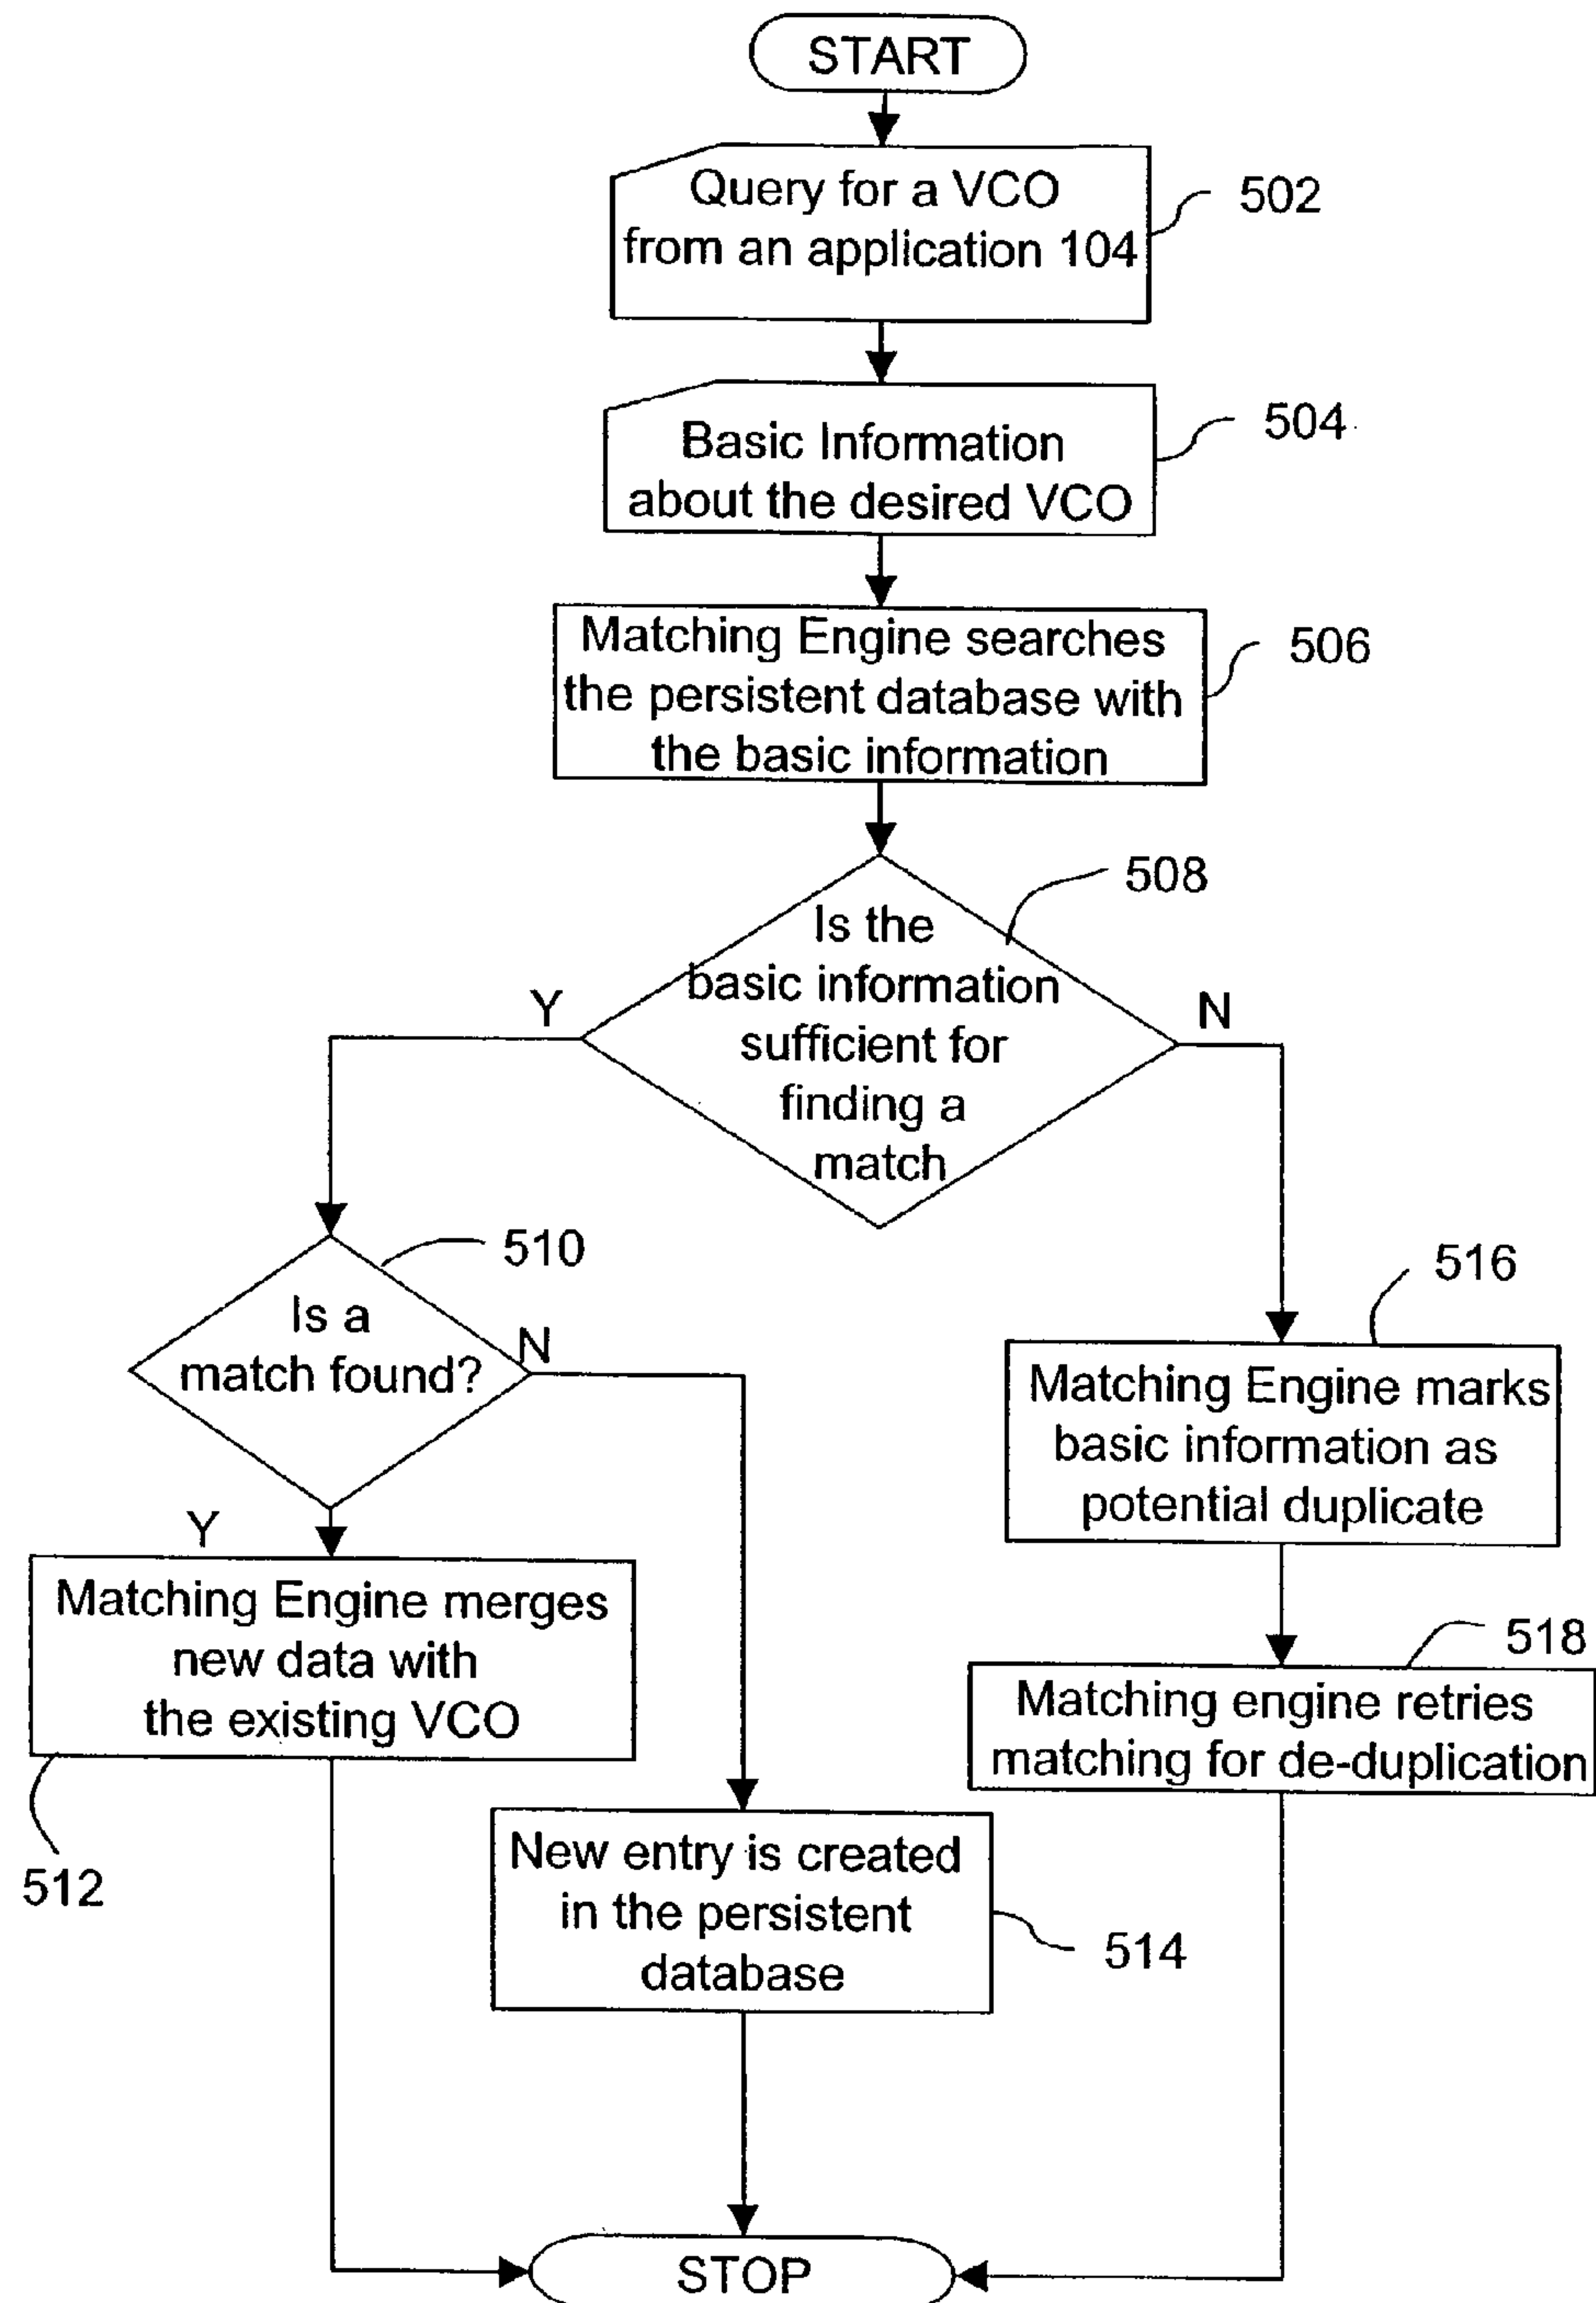 START
Query for a VCO
from an application 104
502
Basic Information
about the desired VCO
504
Matching Engine searches
the persistent database with
the basic information
506
Is the
basic information
sufficient for
finding a
match
508
Y
N
Is a
match found?
510
N
Y
516
Matching Engine marks
basic information as
potential duplicate
Matching Engine merges
new data with
the existing VCO
512
518
Matching engine retries
matching for de-duplication
New entry is created
in the persistent
database
514
STOP